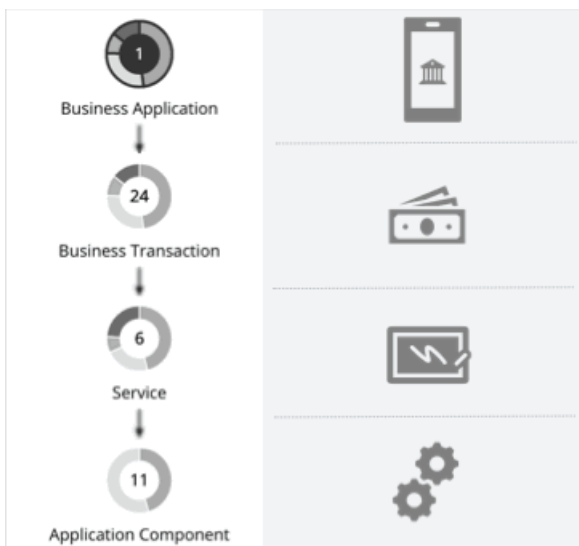 1
Business Application
24
Business Transaction
6
Service
11
Application Component